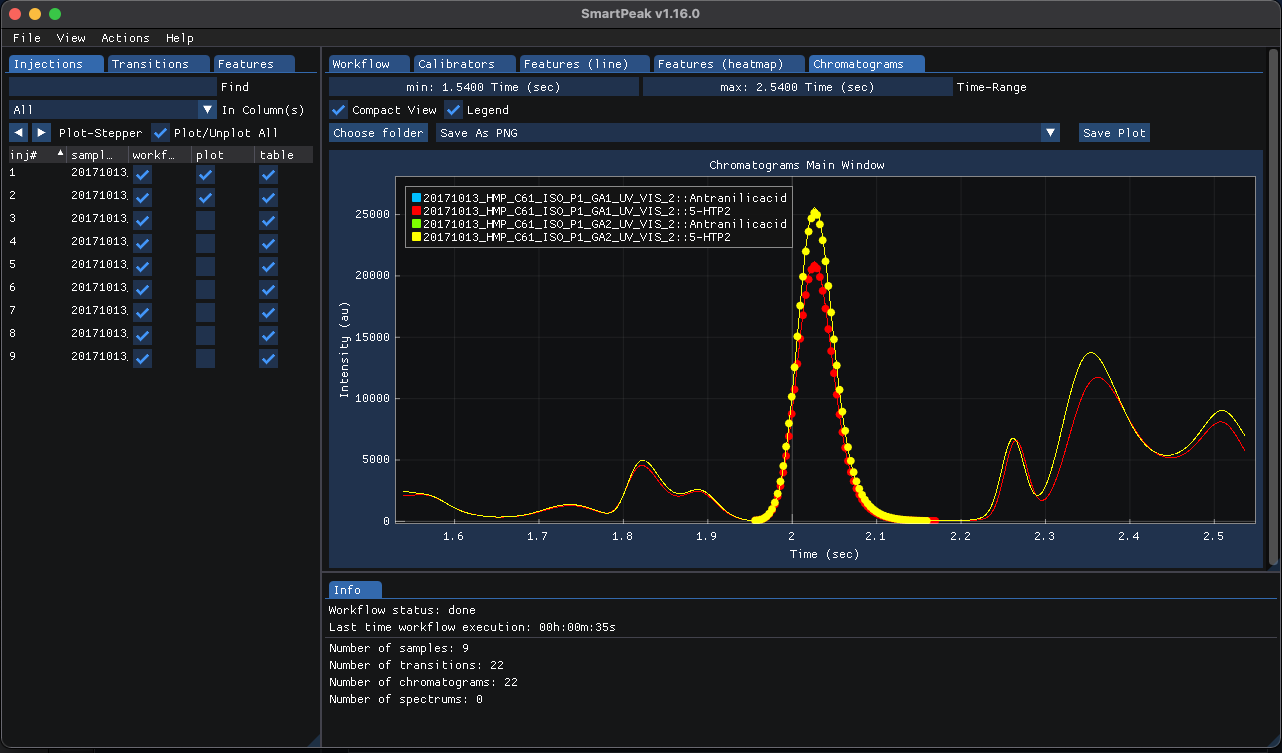 SmartPeak v1.16.0
File View Actions Help
Injections Transitions Features
Find
All In Column(s)
Plot-Stepper Plot/Unplot All
inj# sampl… workf… plot table
1 20171013.
2 20171013.
3 20171013.
4 20171013.
5 20171013.
6 20171013.
7 20171013.
8 20171013.
9 20171013.
Workflow Calibrators Features (line) Features (heatmap) Chromatograms
min: 1.5400 Time (sec) max: 2.5400 Time (sec) Time-Range
Compact View Legend
Choose folder Save As PNG Save Plot
Chromatograms Main Window
20171013_HMP_C61_ISO_P1_GA1_UV_VIS_2::Antranilicacid
20171013_HMP_C61_ISO_P1_GA1_UV_VIS_2::5-HTP2
20171013_HMP_C61_ISO_P1_GA2_UV_VIS_2::Antranilicacid
20171013_HMP_C61_ISO_P1_GA2_UV_VIS_2::5-HTP2
Intensity (au)
25000
20000
15000
10000
5000
0
1.6 1.7 1.8 1.9 2 2.1 2.2 2.3 2.4 2.5
Time (sec)
Info
Workflow status: done
Last time workflow execution: 00h:00m:35s
Number of samples: 9
Number of transitions: 22
Number of chromatograms: 22
Number of spectrums: 0